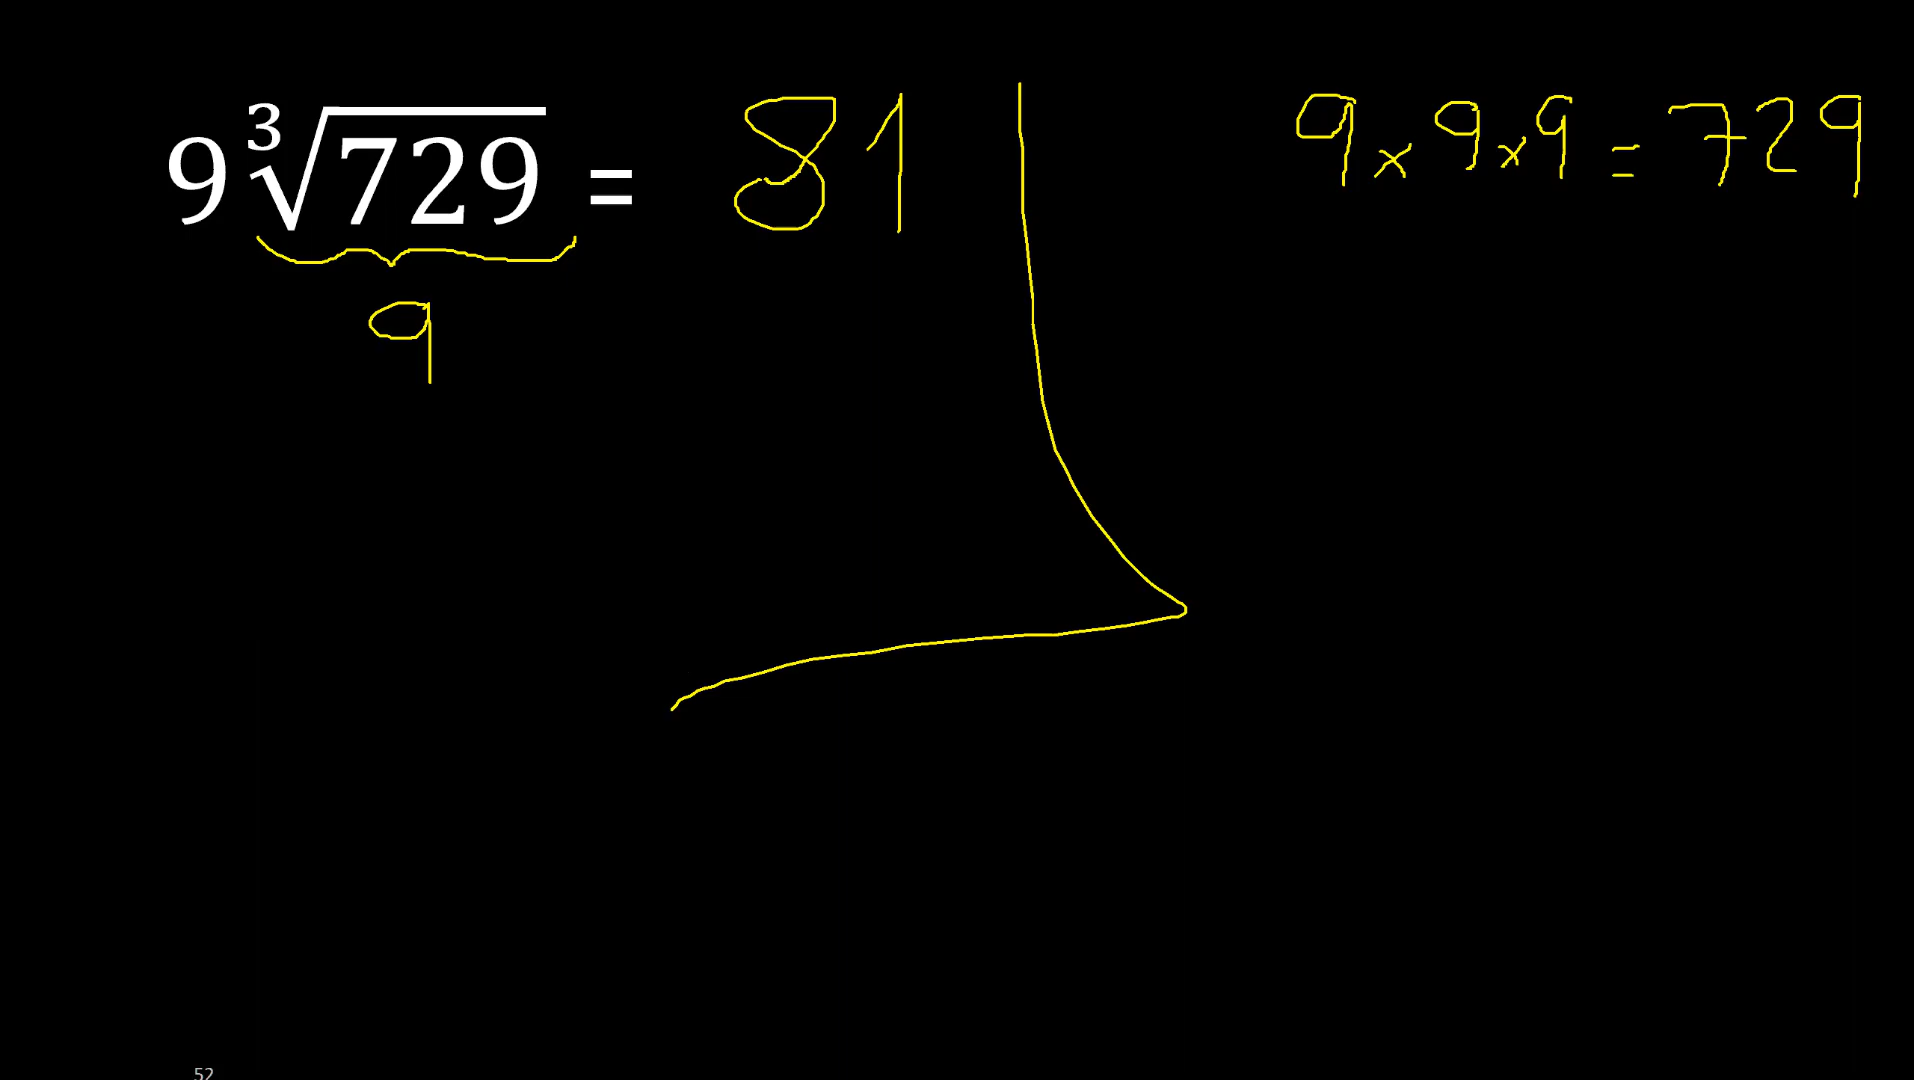 9∛729 = 81
9
9 x 9 x 9 = 729
52